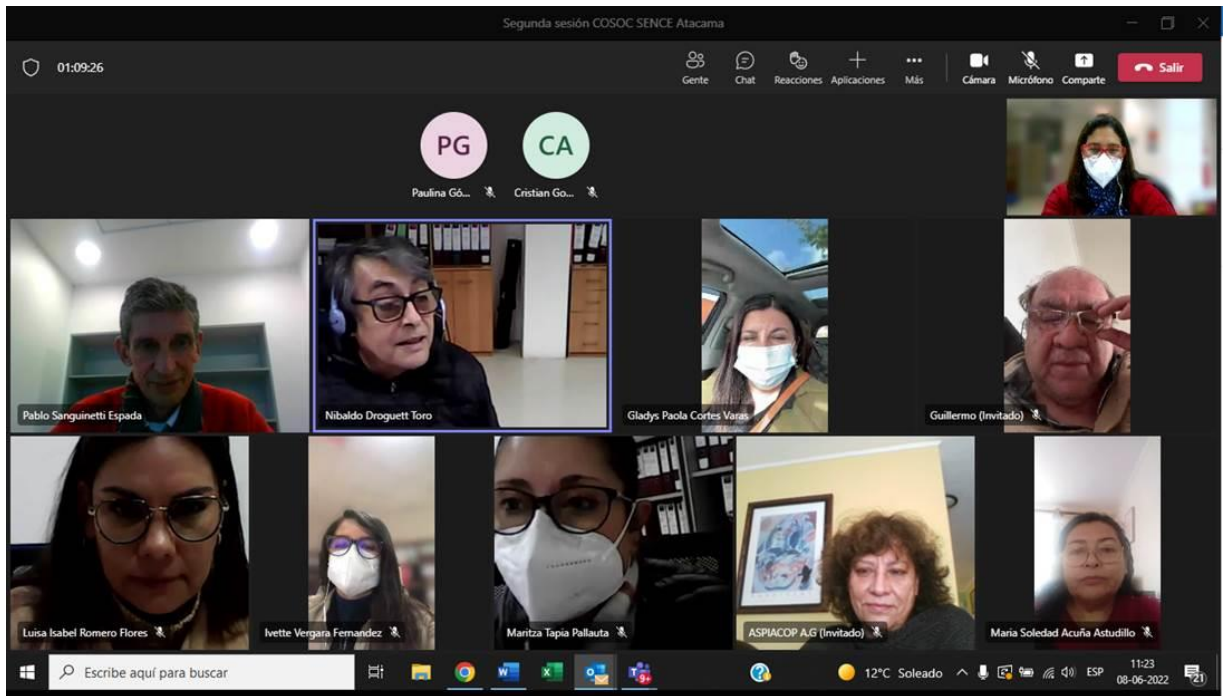 Segunda sesión COSOC SENCE Atacama
01:09:26
Gente
Chat
Reacciones
Aplicaciones
Más
Cámara
Micrófono
Comparte
Salir
PG
CA
Paulina Gó...
Cristian Go...
Pablo Sanguinetti Espada
Nibaldo Droguett Toro
Gladys Paola Cortes Varas
Guillermo (Invitado)
Luisa Isabel Romero Flores
Ivette Vergara Fernandez
Maritza Tapia Pallauta
ASPIACOP A.G (Invitado)
Maria Soledad Acuña Astudillo
Escribe aquí para buscar
9+
12°C Soleado
ESP
11:23
08-06-2022
21